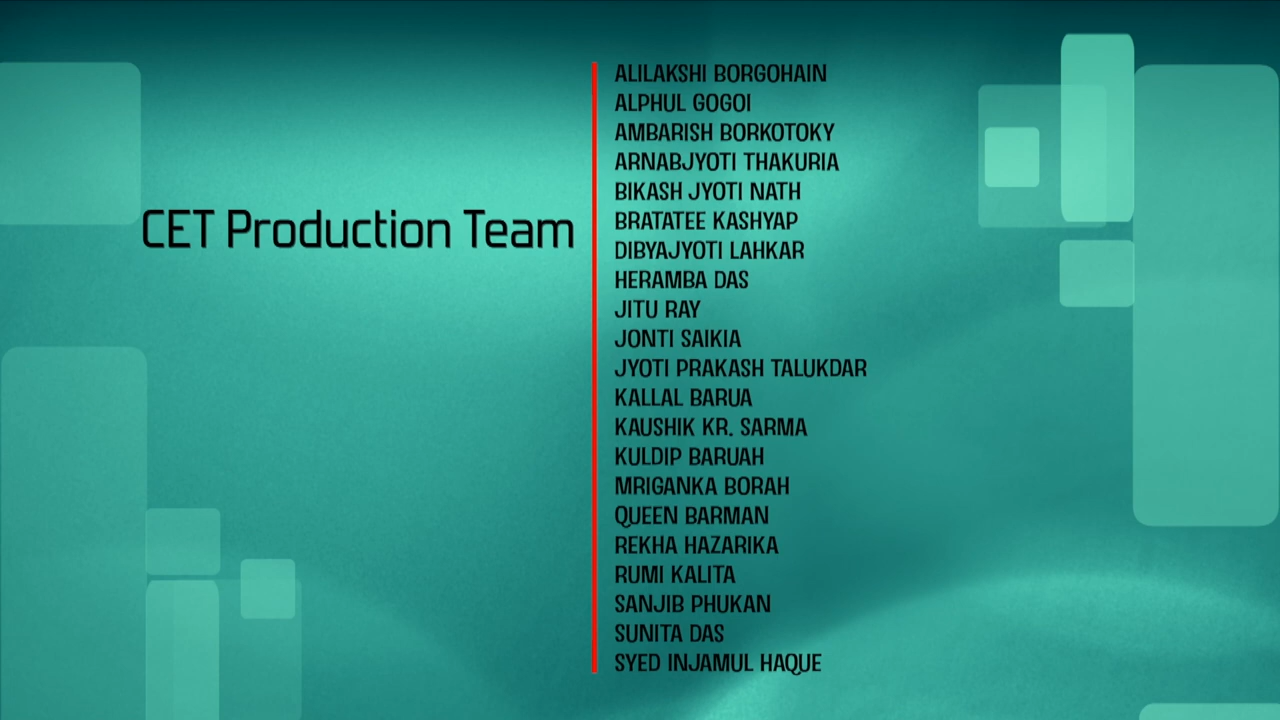 CET Production Team
ALILAKSHI BORGOHAIN
ALPHUL GOGOI
AMBARISH BORKOTOKY
ARNABJYOTI THAKURIA
BIKASH JYOTI NATH
BRATATEE KASHYAP
DIBYAJYOTI LAHKAR
HERAMBA DAS
JITU RAY
JONTI SAIKIA
JYOTI PRAKASH TALUKDAR
KALLAL BARUA
KAUSHIK KR. SARMA
KULDIP BARUAH
MRIGANKA BORAH
QUEEN BARMAN
REKHA HAZARIKA
RUMI KALITA
SANJIB PHUKAN
SUNITA DAS
SYED INJAMUL HAQUE